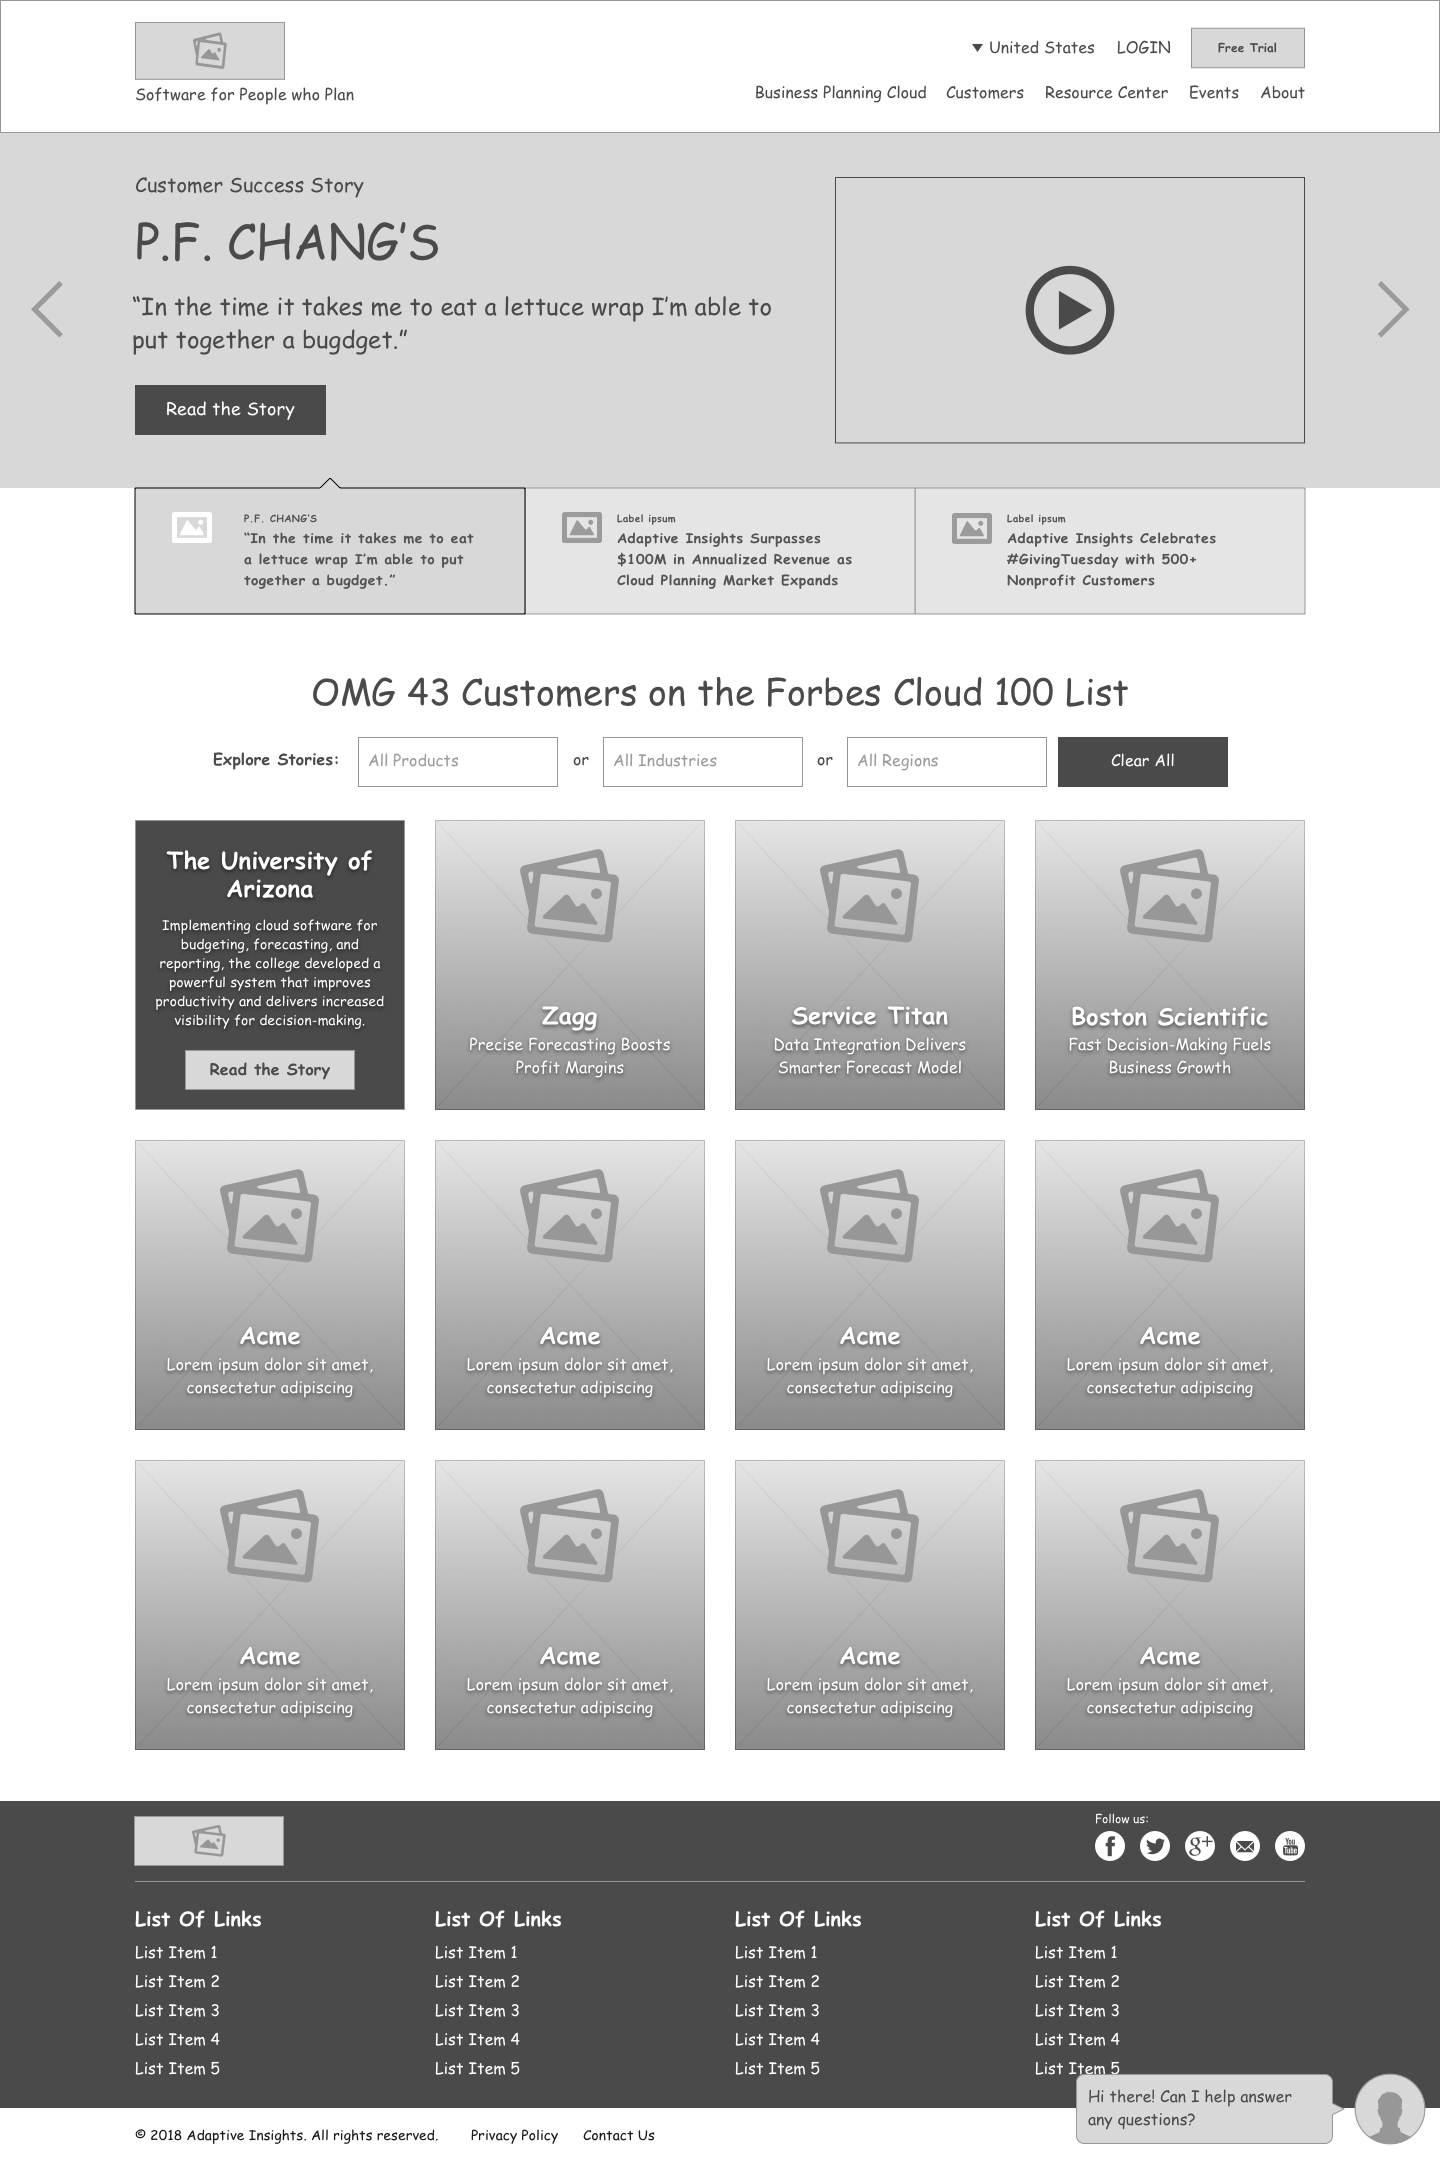 Software for People who Plan
▼ United States LOGIN Free Trial
Business Planning Cloud Customers Resource Center Events About
Customer Success Story
P.F. CHANG’S
“In the time it takes me to eat a lettuce wrap I’m able to
put together a bugdget.”
Read the Story
P.F. CHANG’S
“In the time it takes me to eat
a lettuce wrap I’m able to put
together a bugdget.”
Label ipsum
Adaptive Insights Surpasses
$100M in Annualized Revenue as
Cloud Planning Market Expands
Label ipsum
Adaptive Insights Celebrates
#GivingTuesday with 500+
Nonprofit Customers
OMG 43 Customers on the Forbes Cloud 100 List
Explore Stories: All Products or All Industries or All Regions Clear All
The University of
Arizona
Implementing cloud software for
budgeting, forecasting, and
reporting, the college developed a
powerful system that improves
productivity and delivers increased
visibility for decision-making.
Read the Story
Zagg
Precise Forecasting Boosts
Profit Margins
Service Titan
Data Integration Delivers
Smarter Forecast Model
Boston Scientific
Fast Decision-Making Fuels
Business Growth
Acme
Lorem ipsum dolor sit amet,
consectetur adipiscing
Acme
Lorem ipsum dolor sit amet,
consectetur adipiscing
Acme
Lorem ipsum dolor sit amet,
consectetur adipiscing
Acme
Lorem ipsum dolor sit amet,
consectetur adipiscing
Acme
Lorem ipsum dolor sit amet,
consectetur adipiscing
Acme
Lorem ipsum dolor sit amet,
consectetur adipiscing
Acme
Lorem ipsum dolor sit amet,
consectetur adipiscing
Acme
Lorem ipsum dolor sit amet,
consectetur adipiscing
Follow us:
f g+ You Tube
List Of Links
List Item 1
List Item 2
List Item 3
List Item 4
List Item 5
List Of Links
List Item 1
List Item 2
List Item 3
List Item 4
List Item 5
List Of Links
List Item 1
List Item 2
List Item 3
List Item 4
List Item 5
List Of Links
List Item 1
List Item 2
List Item 3
List Item 4
List Item 5
Hi there! Can I help answer
any questions?
© 2018 Adaptive Insights. All rights reserved. Privacy Policy Contact Us